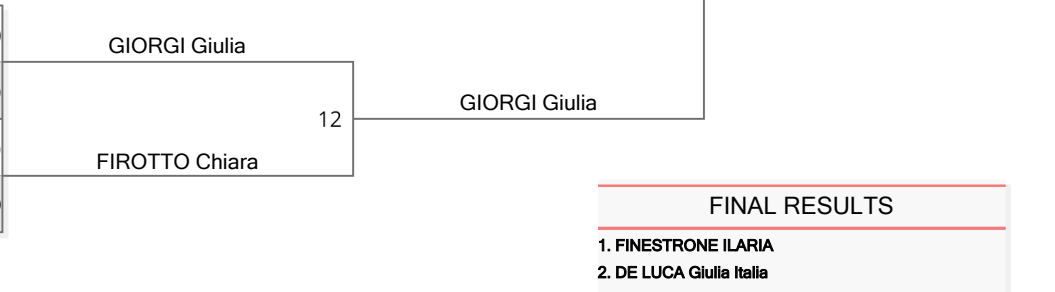 GIORGI Giulia
GIORGI Giulia
12
FIROTTO Chiara
FINAL RESULTS
1. FINESTRONE ILARIA
2. DE LUCA Giulia Italia